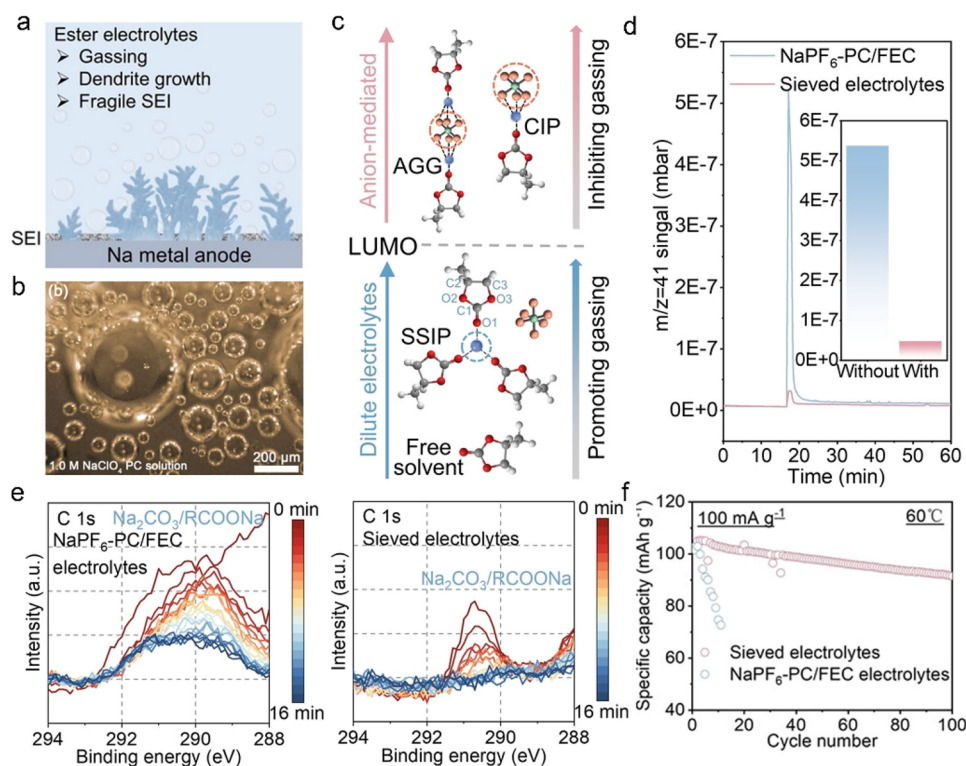 a
Ester electrolytes
➢ Gassing
➢ Dendrite growth
➢ Fragile SEI
SEI
Na metal anode
b
(b)
1.0 M NaClO₄ PC solution
200 μm
c
Anion-mediated
AGG
CIP
Inhibiting gassing
LUMO
Dilute electrolytes
C2
C3
O2
O3
C1
O1
SSIP
Free
solvent
Promoting gassing
d
m/z=41 singal (mbar)
6E-7
5E-7
4E-7
3E-7
2E-7
1E-7
0E+0
NaPF₆-PC/FEC
Sieved electrolytes
6E-7
5E-7
4E-7
3E-7
2E-7
1E-7
0E+0
Without With
0 10 20 30 40 50 60
Time (min)
e
Intensity (a.u.)
C 1s
Na₂CO₃/RCOONa
NaPF₆-PC/FEC
electrolytes
0 min
16 min
294 292 290 288
Binding energy (eV)
Intensity (a.u.)
C 1s
Sieved electrolytes
Na₂CO₃/RCOONa
0 min
16 min
294 292 290 288
Binding energy (eV)
f
Specific capacity (mAh g⁻¹)
120
100
80
60
40
100 mA g⁻¹
60℃
Sieved electrolytes
NaPF₆-PC/FEC electrolytes
0 20 40 60 80 100
Cycle number